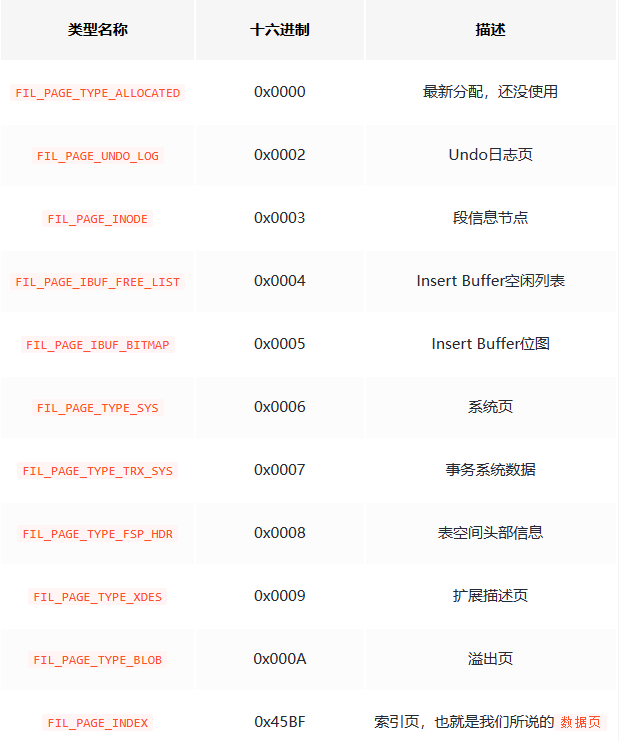 类型名称 十六进制 描述
FIL_PAGE_TYPE_ALLOCATED 0x0000 最新分配，还没使用
FIL_PAGE_UNDO_LOG 0x0002 Undo日志页
FIL_PAGE_INODE 0x0003 段信息节点
FIL_PAGE_IBUF_FREE_LIST 0x0004 Insert Buffer空闲列表
FIL_PAGE_IBUF_BITMAP 0x0005 Insert Buffer位图
FIL_PAGE_TYPE_SYS 0x0006 系统页
FIL_PAGE_TYPE_TRX_SYS 0x0007 事务系统数据
FIL_PAGE_TYPE_FSP_HDR 0x0008 表空间头部信息
FIL_PAGE_TYPE_XDES 0x0009 扩展描述页
FIL_PAGE_TYPE_BLOB 0x000A 溢出页
FIL_PAGE_INDEX 0x45BF 索引页，也就是我们所说的 数据页